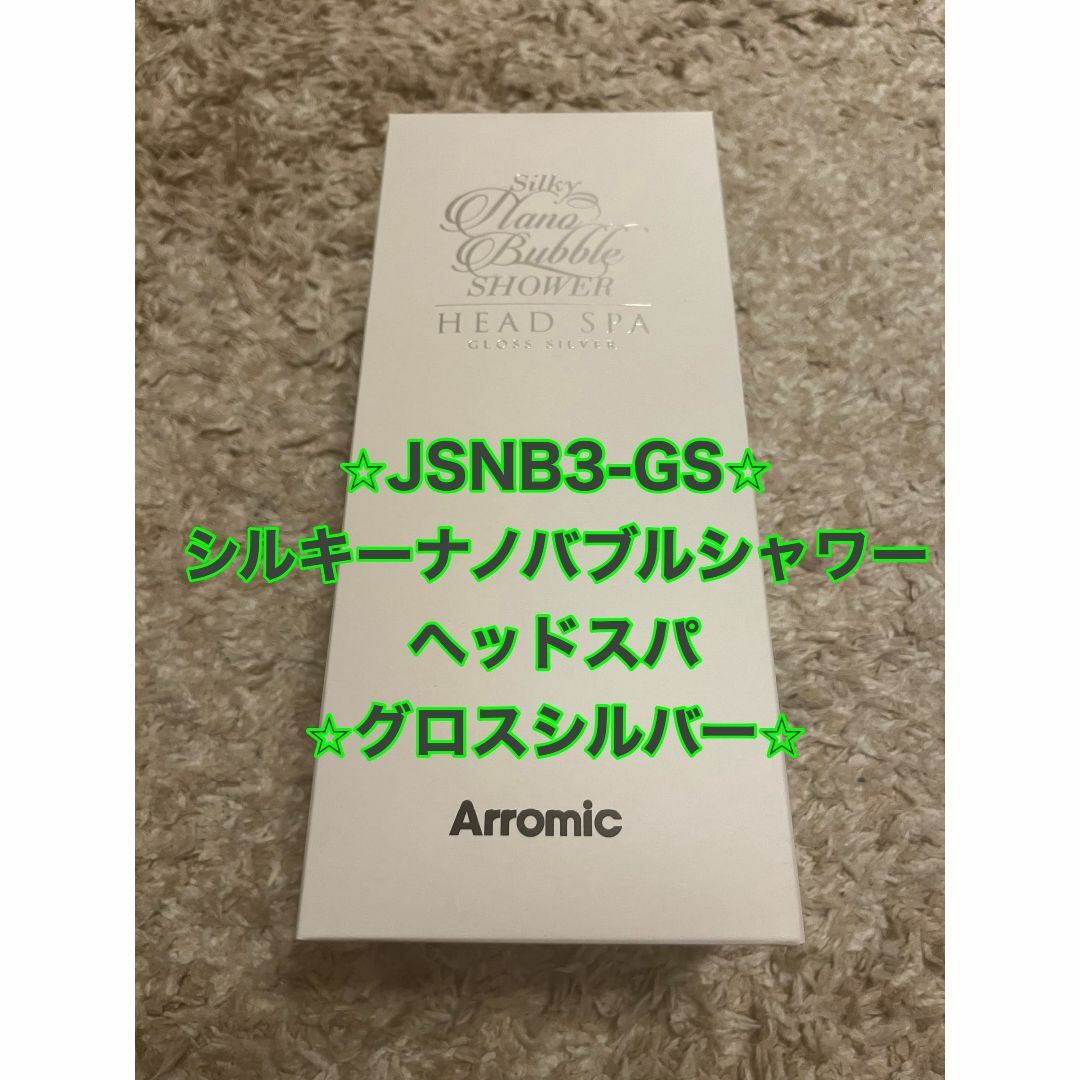 Silky
Nano
Bubble
SHOWER
HEAD SPA
GLOSS SILVER
☆JSNB3-GS☆
シルキーナノバブルシャワー
ヘッドスパ
☆グロスシルバー☆
Arromic